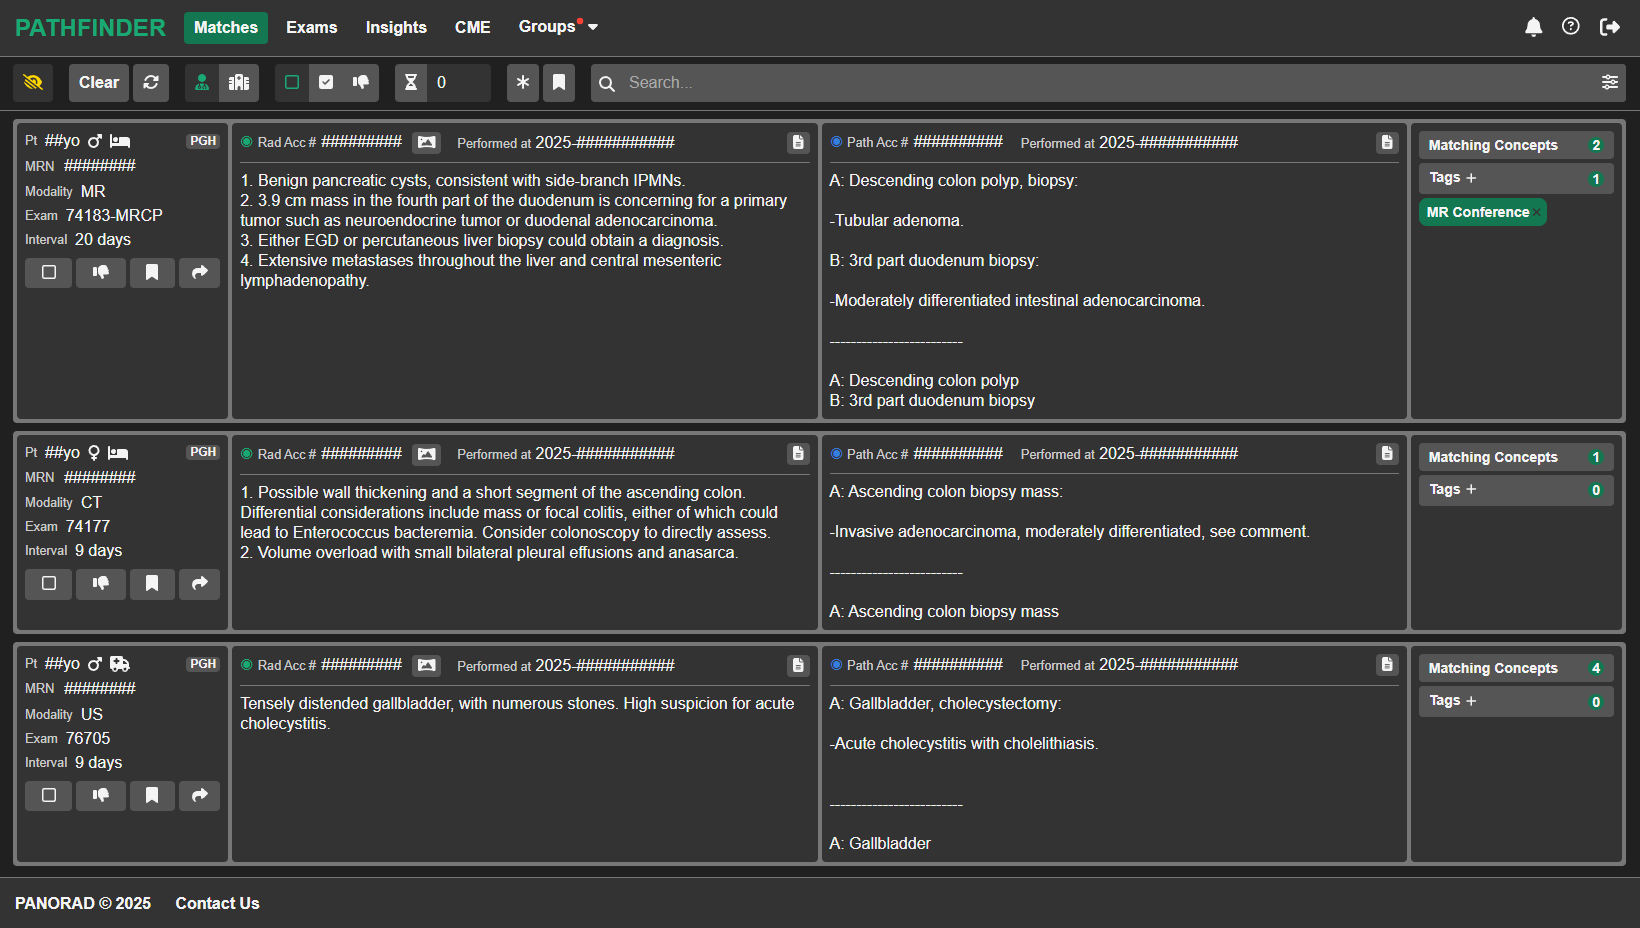 PATHFINDER Matches Exams Insights CME Groups
Clear 0 Search...
Pt ##yo PGH
MRN ########
Modality MR
Exam 74183-MRCP
Interval 20 days
Rad Acc # ######### Performed at 2025-###########
1. Benign pancreatic cysts, consistent with side-branch IPMNs.
2. 3.9 cm mass in the fourth part of the duodenum is concerning for a primary
tumor such as neuroendocrine tumor or duodenal adenocarcinoma.
3. Either EGD or percutaneous liver biopsy could obtain a diagnosis.
4. Extensive metastases throughout the liver and central mesenteric
lymphadenopathy.
Path Acc # ########## Performed at 2025-###########
A: Descending colon polyp, biopsy:
-Tubular adenoma.
B: 3rd part duodenum biopsy:
-Moderately differentiated intestinal adenocarcinoma.
-------------------------
A: Descending colon polyp
B: 3rd part duodenum biopsy
Matching Concepts 2
Tags + 1
MR Conference ×
Pt ##yo PGH
MRN ########
Modality CT
Exam 74177
Interval 9 days
Rad Acc # ######### Performed at 2025-###########
1. Possible wall thickening and a short segment of the ascending colon.
Differential considerations include mass or focal colitis, either of which could
lead to Enterococcus bacteremia. Consider colonoscopy to directly assess.
2. Volume overload with small bilateral pleural effusions and anasarca.
Path Acc # ########## Performed at 2025-###########
A: Ascending colon biopsy mass:
-Invasive adenocarcinoma, moderately differentiated, see comment.
-------------------------
A: Ascending colon biopsy mass
Matching Concepts 1
Tags + 0
Pt ##yo PGH
MRN ########
Modality US
Exam 76705
Interval 9 days
Rad Acc # ######### Performed at 2025-###########
Tensely distended gallbladder, with numerous stones. High suspicion for acute
cholecystitis.
Path Acc # ########## Performed at 2025-###########
A: Gallbladder, cholecystectomy:
-Acute cholecystitis with cholelithiasis.
-------------------------
A: Gallbladder
Matching Concepts 4
Tags + 0
PANORAD © 2025 Contact Us